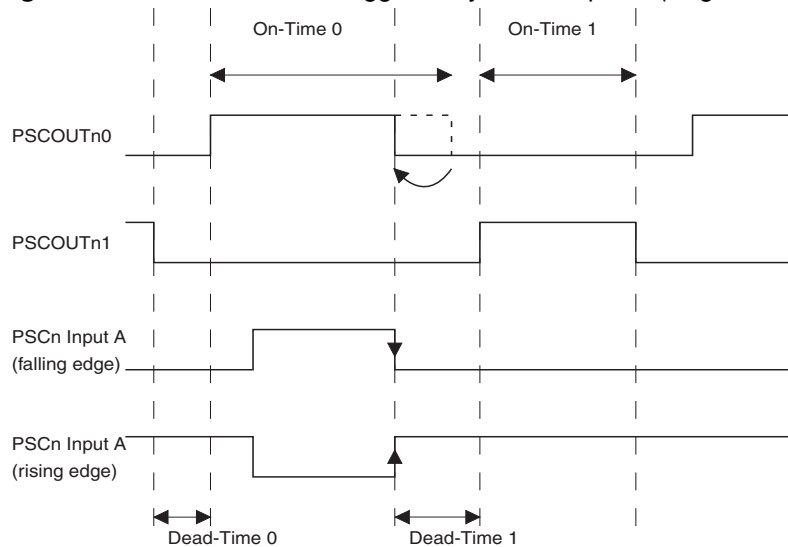 On-Time 0
On-Time 1
PSCOUTn0
PSCOUTn1
PSCn Input A
(falling edge)
PSCn Input A
(rising edge)
Dead-Time 0
Dead-Time 1